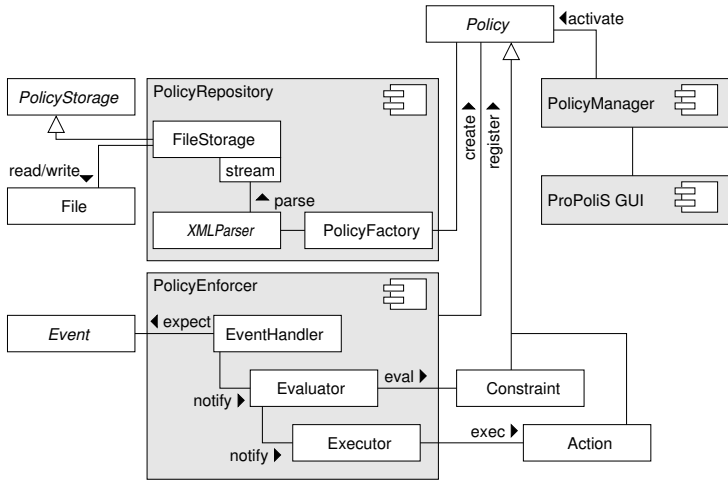 Policy
◀activate
PolicyStorage
PolicyRepository
PolicyManager
FileStorage
create ▶
register ▶
stream
read/write
parse
File
XMLParser
PolicyFactory
ProPoliS GUI
PolicyEnforcer
Event
◀ expect
EventHandler
eval ▶
Evaluator
Constraint
notify ▶
Executor
exec ▶
Action
notify ▶